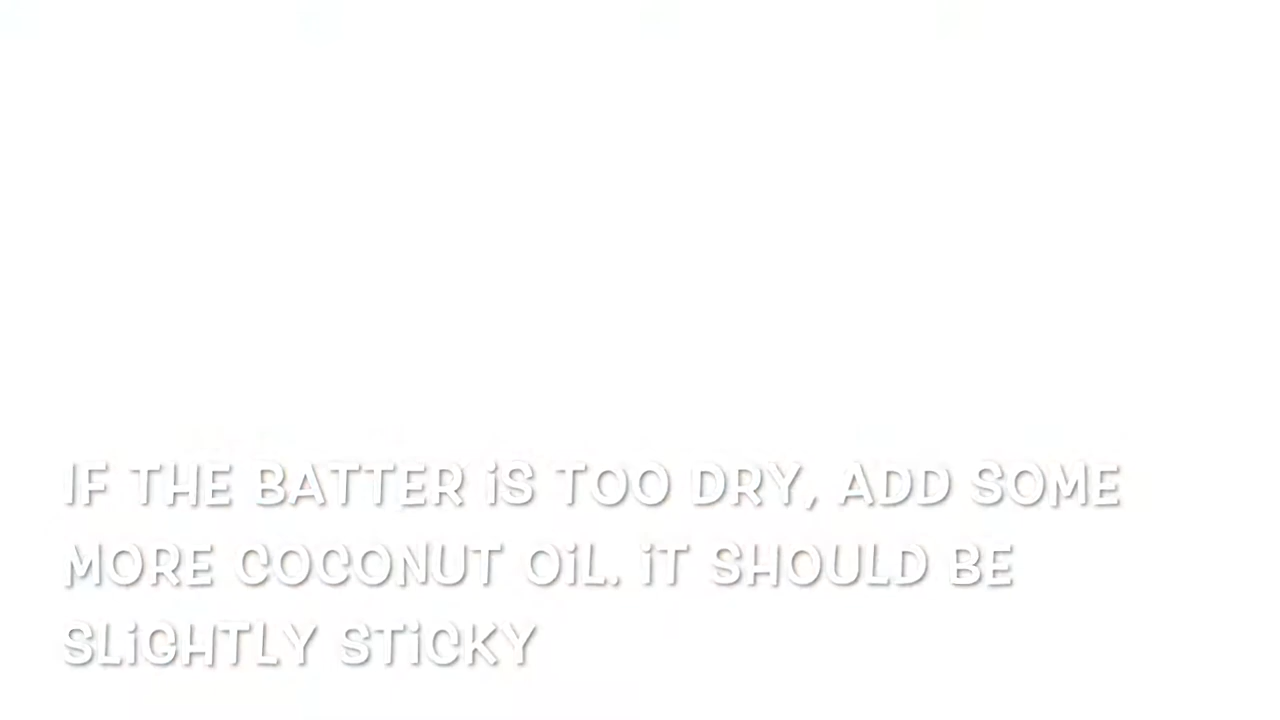 IF THE BATTER iS TOO DRY, ADD SOME
MORE COCONUT OiL. iT SHOULD BE
SLiGHTLY STiCKY